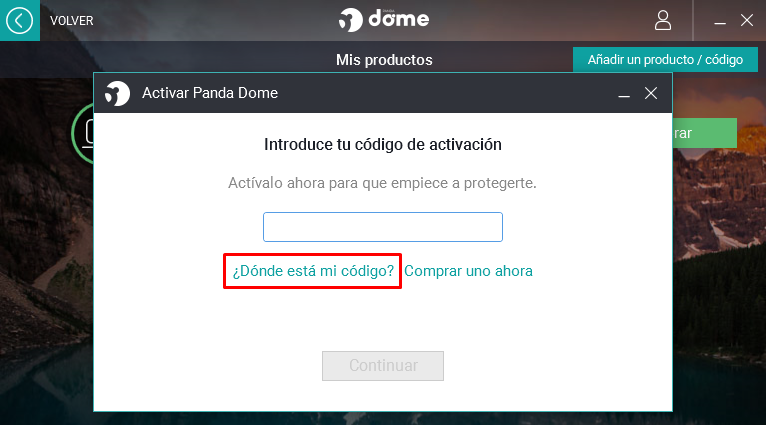 VOLVER
Panda
dome
Mis productos
Añadir un producto / código
Activar Panda Dome
rar
Introduce tu código de activación
Actívalo ahora para que empiece a protegerte.
¿Dónde está mi código? Comprar uno ahora
Continuar